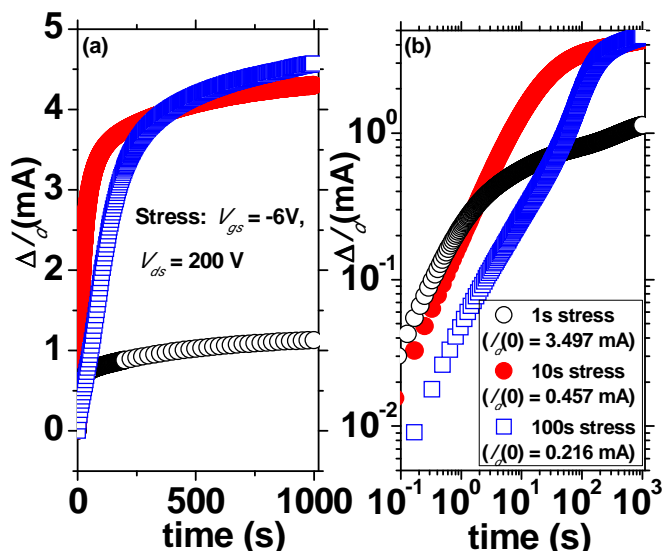 (a)
5
4
3
2
1
0
ΔI_d (mA)
Stress: V_gs = -6V,
V_ds = 200 V
0 500 1000
time (s)
(b)
10^0
10^-1
10^-2
ΔI_d (mA)
1s stress
(I_d(0) = 3.497 mA)
10s stress
(I_d(0) = 0.457 mA)
100s stress
(I_d(0) = 0.216 mA)
10^-1 10^0 10^1 10^2 10^3
time (s)